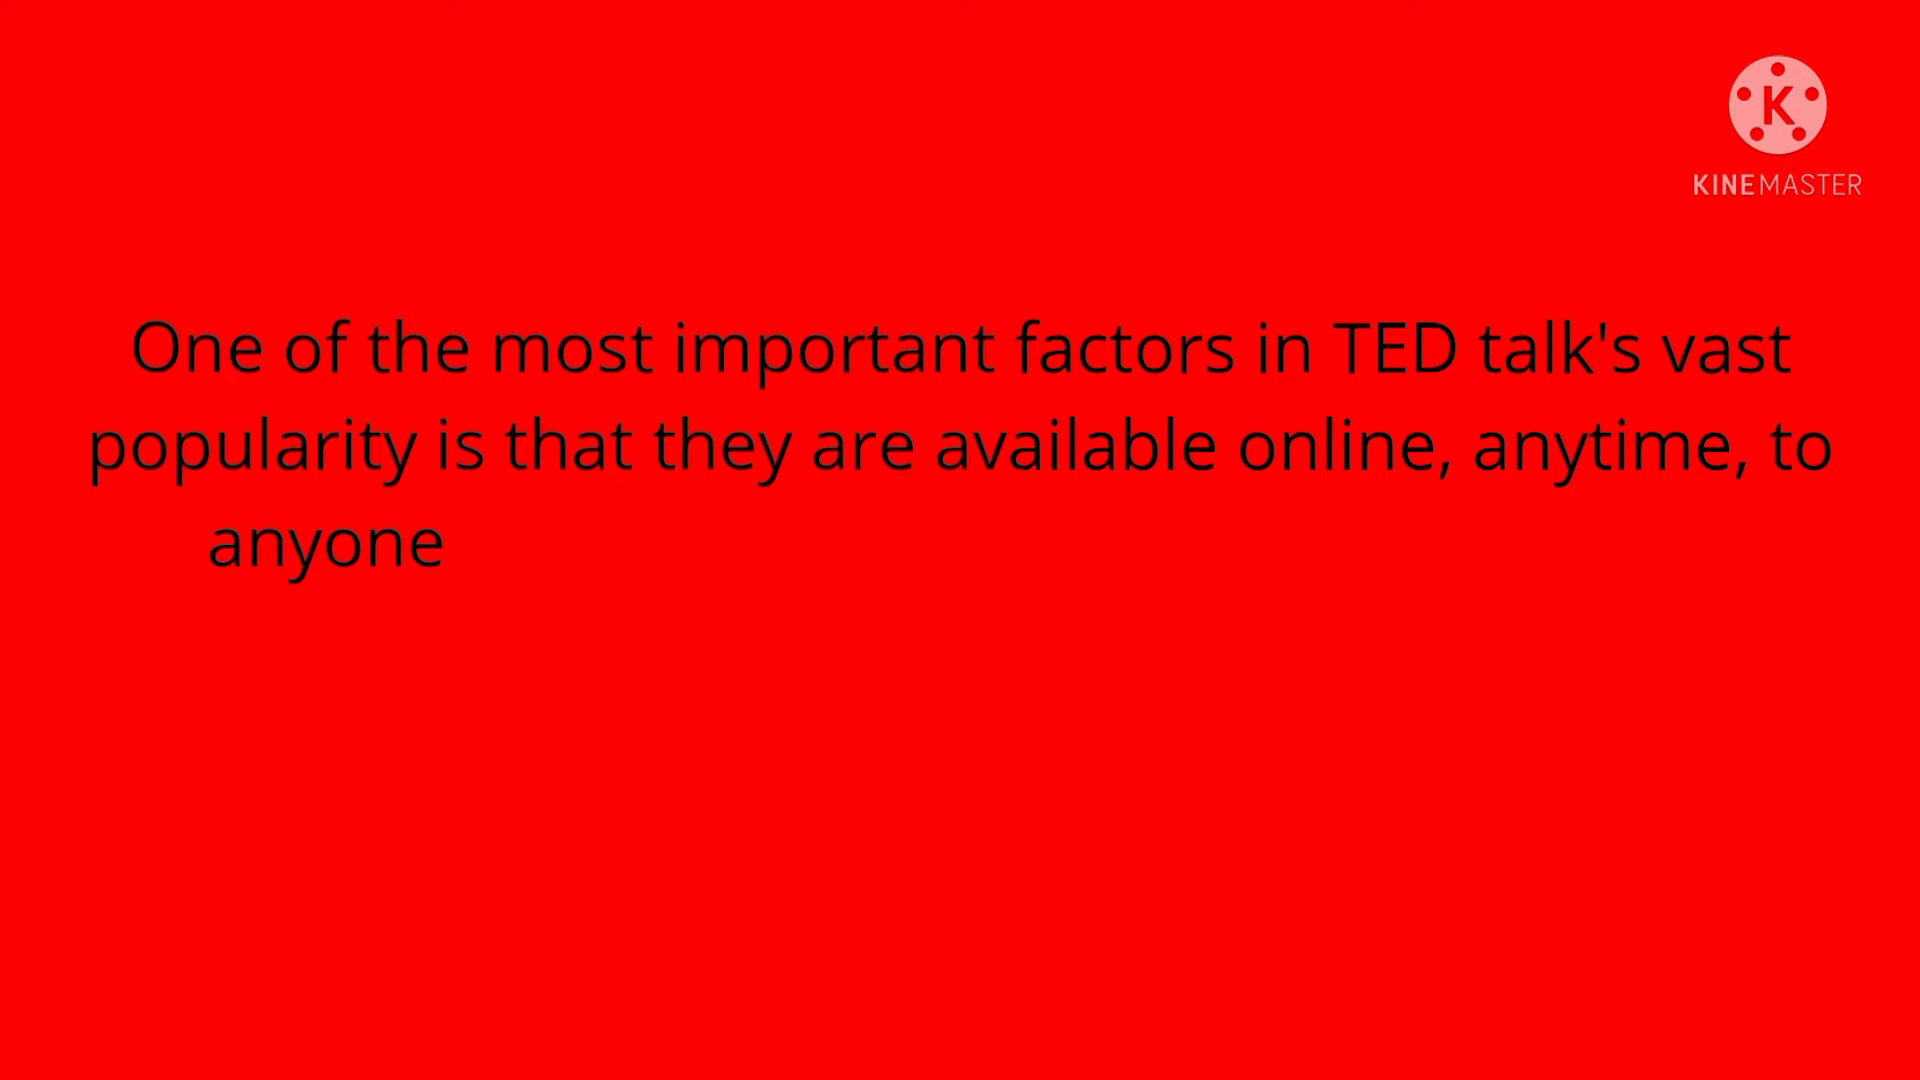 K
KINEMASTER
One of the most important factors in TED talk's vast
popularity is that they are available online, anytime, to
anyone